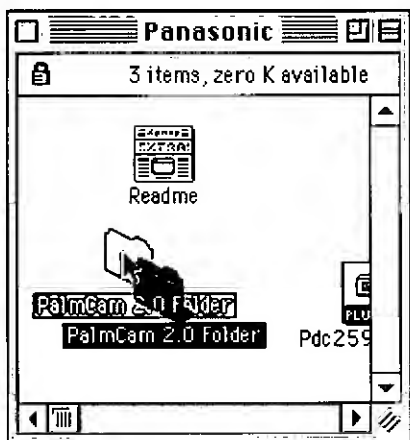 Panasonic
3 items, zero K available
EXTRA!
Readme
PalmCam 2.0 Folder
PalmCam 2.0 Folder
PLU
Pdc259